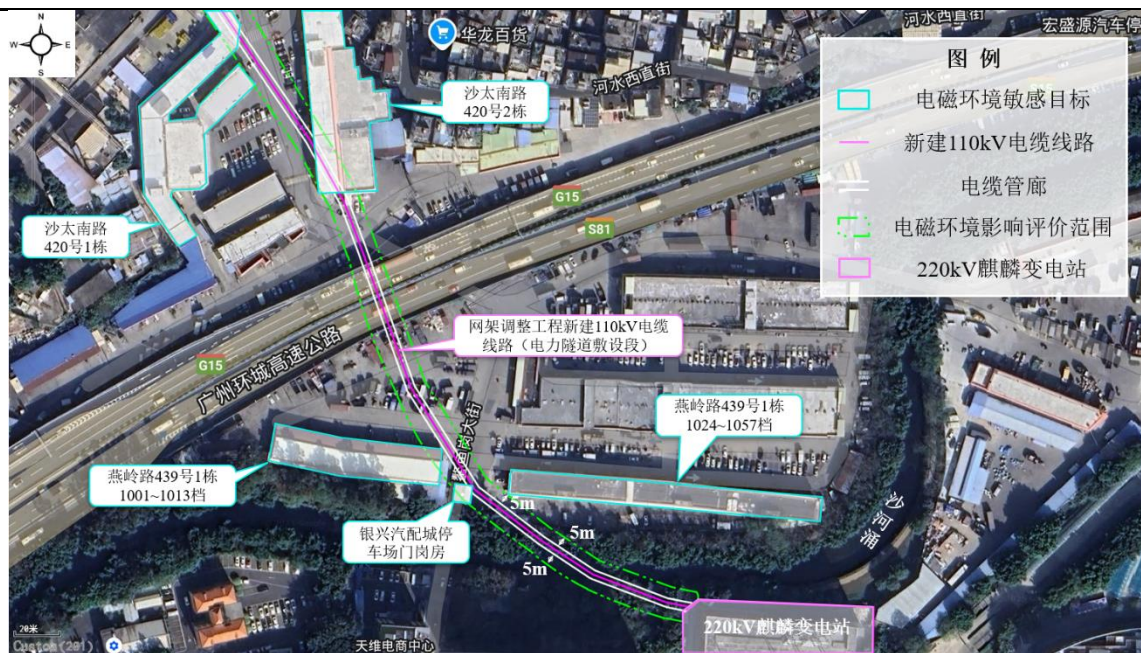 N
W
E
S
华龙百货
河水西直街
宏盛源汽车停
河水西直街
图 例
电磁环境敏感目标
新建110kV电缆线路
电缆管廊
电磁环境影响评价范围
220kV麒麟变电站
沙太南路
420号2栋
沙太南路
420号1栋
G15
S81
网架调整工程新建110kV电缆
线路（电力隧道敷设段）
G15
广州环城高速公路
燕岭路439号1栋
1024~1057档
大街
燕岭路439号1栋
1001~1013档
银兴汽配城停
车场门岗房
5m
5m
5m
沙河涌
220kV麒麟变电站
天维电商中心
20米